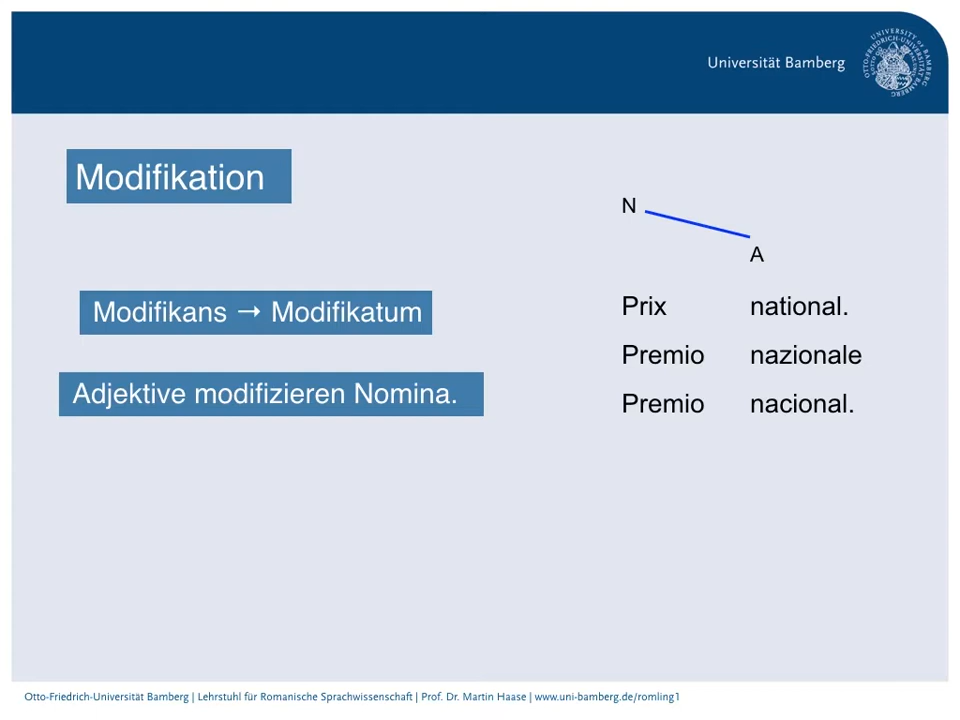 Universität Bamberg
Modifikation
N
A
Modifikans → Modifikatum
Adjektive modifizieren Nomina.
Prix national.
Premio nazionale
Premio nacional.
Otto-Friedrich-Universität Bamberg | Lehrstuhl für Romanische Sprachwissenschaft | Prof. Dr. Martin Haase | www.uni-bamberg.de/romling1